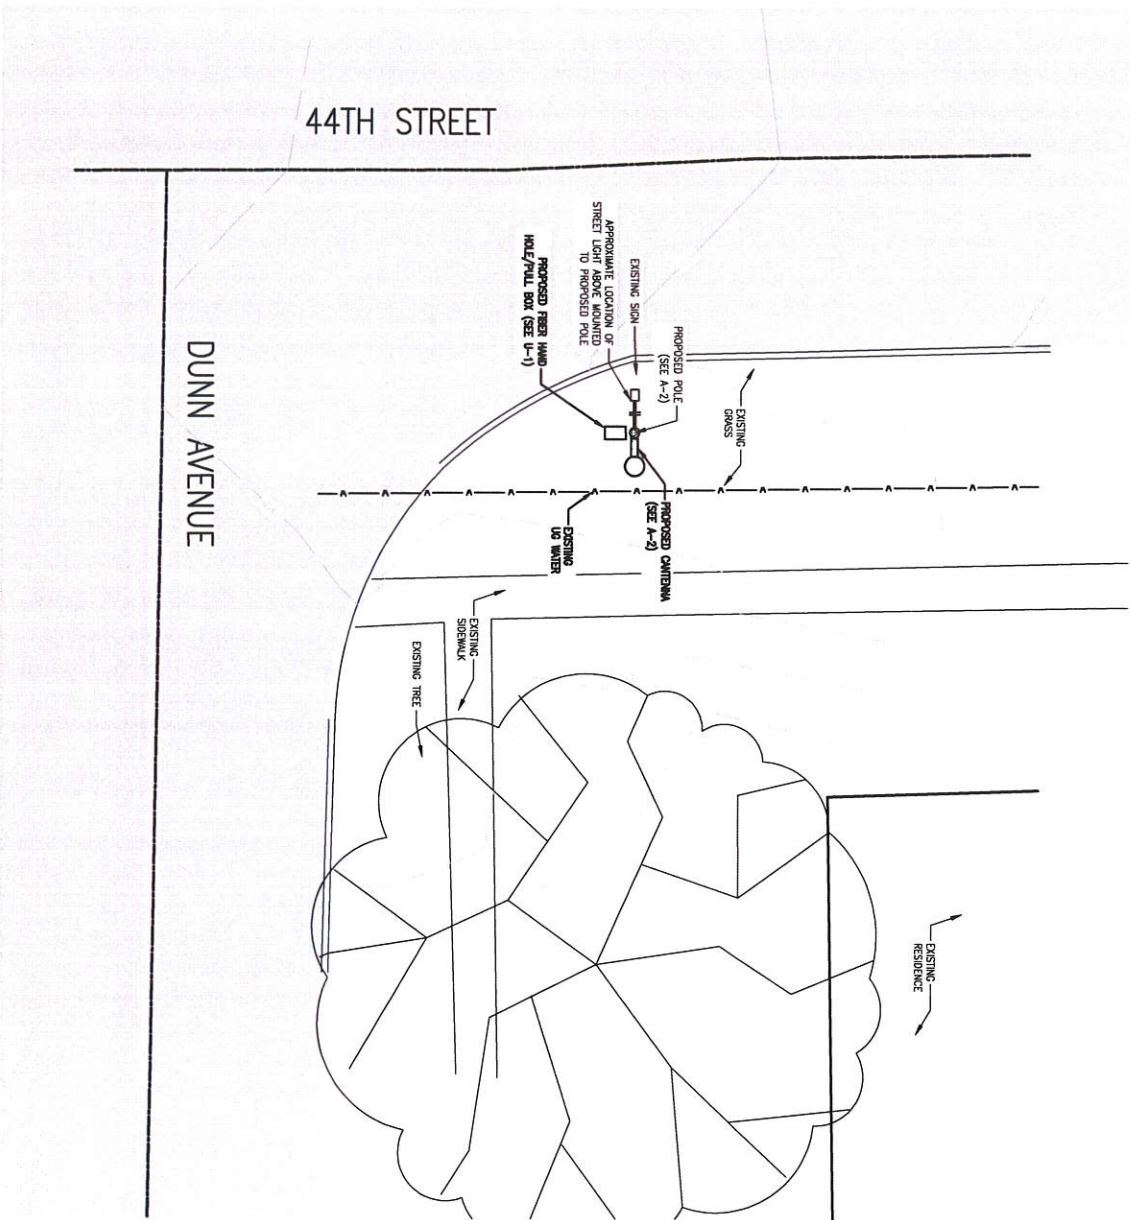 44TH STREET
DUNN AVENUE
EXISTING SIGN
APPROXIMATE LOCATION OF
STREET LIGHT ABOVE MOUNTED
TO PROPOSED POLE
PROPOSED FIBER HAND
HOLE/PULL BOX (SEE U-1)
PROPOSED POLE
(SEE A-2)
EXISTING
GRASS
PROPOSED CANTENNA
(SEE A-2)
EXISTING
UG WATER
EXISTING
SIDEWALK
EXISTING TREE
EXISTING
RESIDENCE